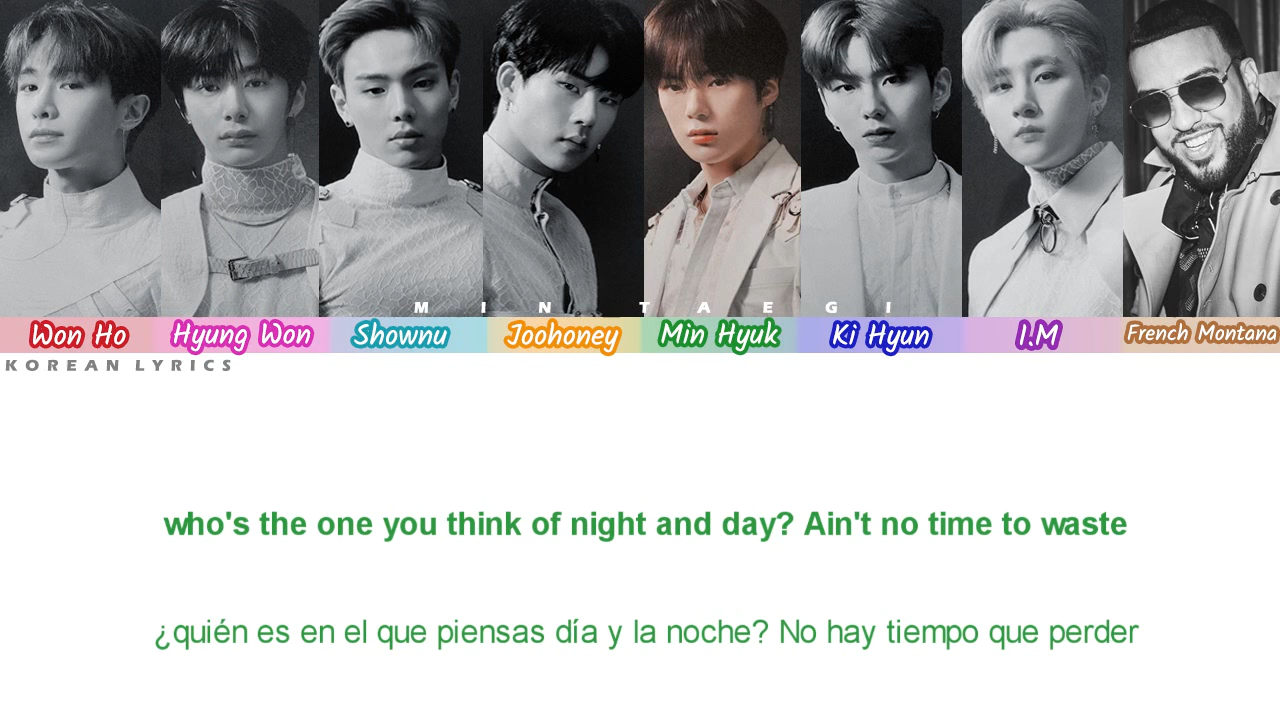 M I N T A E G I
Won Ho Hyung Won Shownu Joohoney Min Hyuk Ki Hyun I.M French Montana
KOREAN LYRICS
who's the one you think of night and day? Ain't no time to waste
¿quién es en el que piensas día y la noche? No hay tiempo que perder